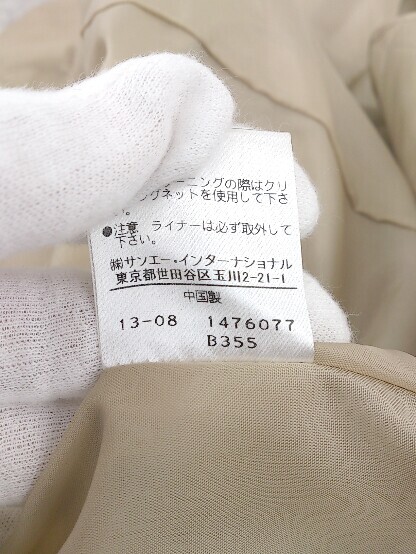 ニングの際はクリ
グネットを使用して下さ
い。
●注意 ライナーは必ず取外して
下さい。
㈱サンエー・インターナショナル
東京都世田谷区玉川2-21-1
中国製
13-08 1476077
B355